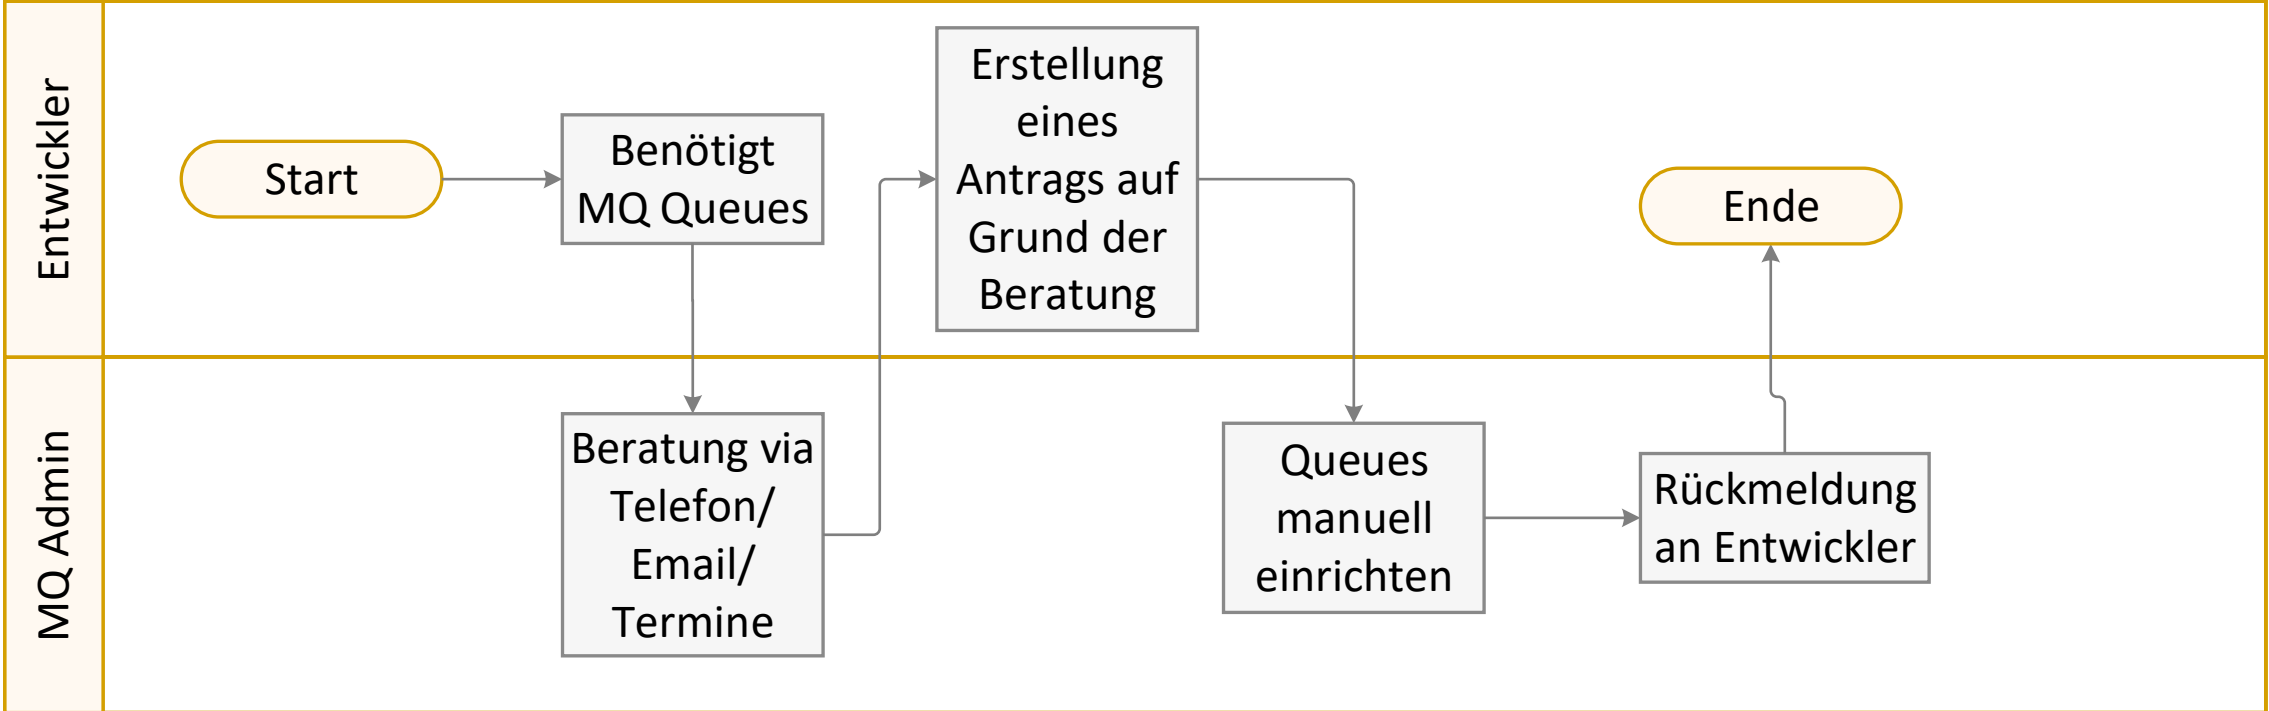 Entwickler
Start
Benötigt
MQ Queues
Erstellung
eines
Antrags auf
Grund der
Beratung
Ende
MQ Admin
Beratung via
Telefon/
Email/
Termine
Queues
manuell
einrichten
Rückmeldung
an Entwickler